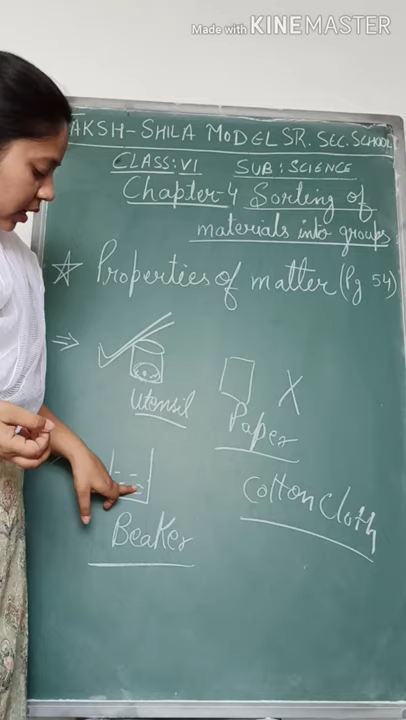 Made with KINEMASTER
AKSH-SHILA MODEL SR. SEC. SCHOOL
CLASS: VI SUB: SCIENCE
Chapter-4 Sorting of
materials into groups
Properties of matter (Pg 54)
Utensil
Paper X
Beaker
Cotton Cloth